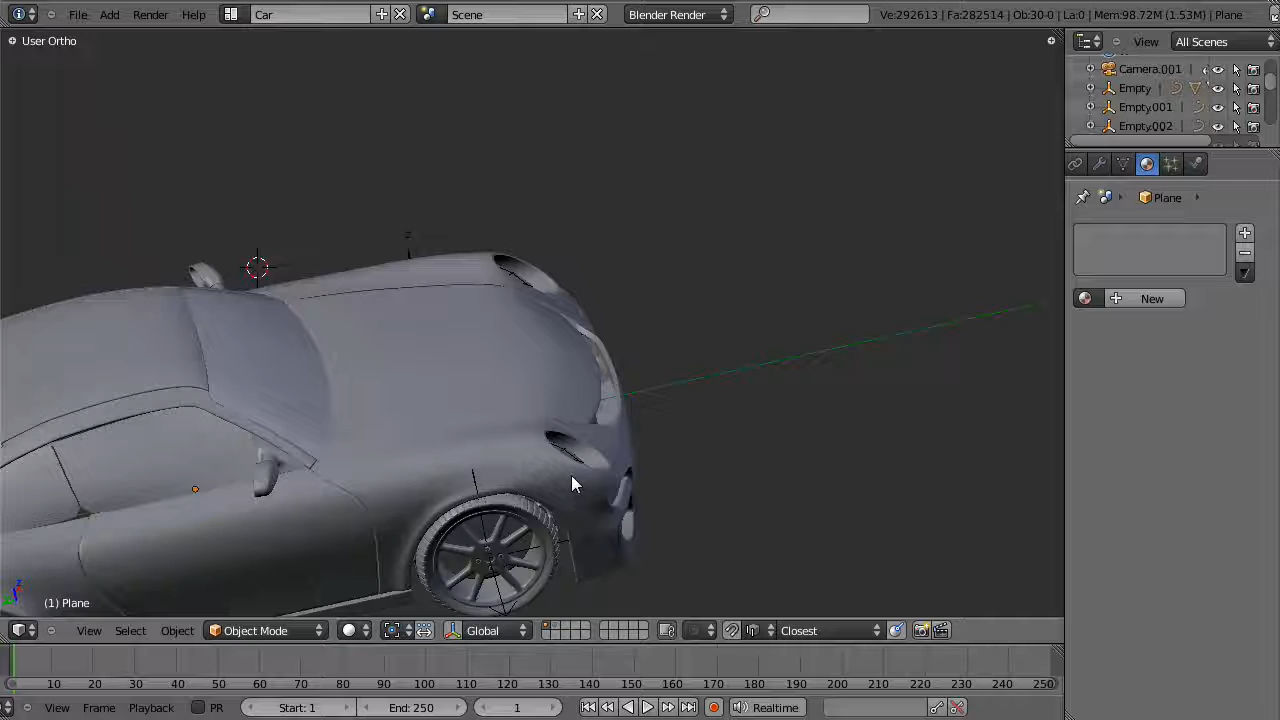 File Add Render Help Car Scene Blender Render Ve:292613 | Fa:282514 | Ob:30-0 | La:0 | Mem:98.72M (1.53M) | Plane
User Ortho
View All Scenes
Camera.001
Empty
Empty.001
Empty.002
Plane
New
z
(1) Plane
View Select Object Object Mode Global Closest
10 20 30 40 50 60 70 80 90 100 110 120 130 140 150 160 170 180 190 200 210 220 230 240 250
View Frame Playback PR Start: 1 End: 250 1 Realtime